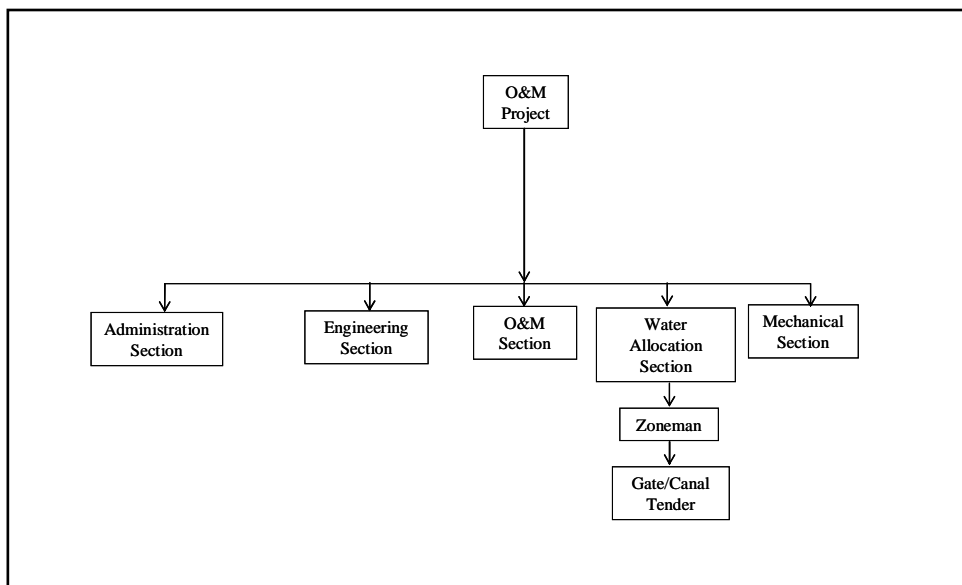 O&M
Project
Administration
Section
Engineering
Section
O&M
Section
Water
Allocation
Section
Mechanical
Section
Zoneman
Gate/Canal
Tender